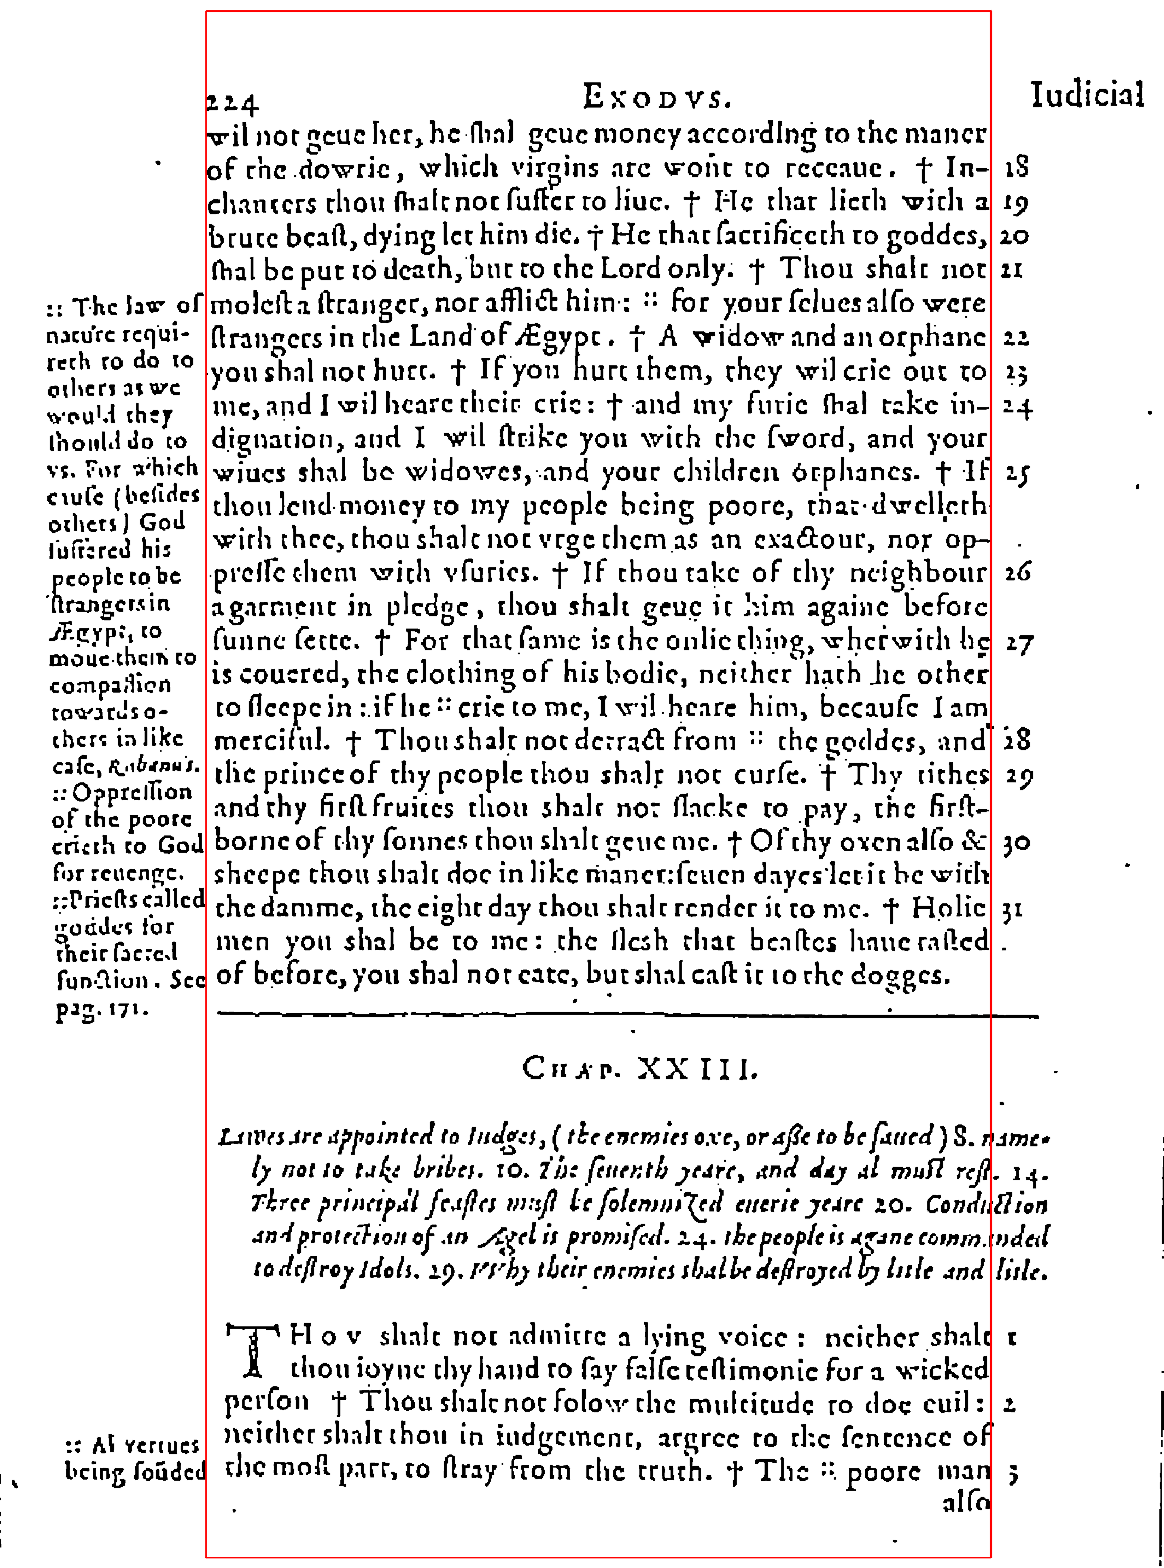 224 EXODVS. Iudicial
wil not geue her, he ſhal geue money according to the maner
of the dowrie, which virgins are wont to receaue. † In- 18
chanters thou ſhalt not ſuffer to liue. † He that lieth with a 19
brute beaſt, dying let him die. † He that ſacrificeth to goddes, 20
ſhal be put to death, but to the Lord only. † Thou shalt not 21
moleſt a ſtranger, nor afflict him: :: for your ſelues alſo were
ſtrangers in the Land of Ægypt. † A widow and an orphane 22
you shal not hurt. † If you hurt them, they wil crie out to 23
me, and I wil heare their crie: † and my furie ſhal take in- 24
dignation, and I wil ſtrike you with the ſword, and your
wiues shal be widowes, and your children orphanes. † If 25
thou lend money to my people being poore, that dwelleth
with thee, thou shalt not vrge them as an exactour, nor op-
preſſe them with vſuries. † If thou take of thy neighbour 26
a garment in pledge, thou shalt geue it him againe before
ſunne ſette. † For that ſame is the onlie thing, wherwith he 27
is couered, the clothing of his bodie, neither hath he other
to ſleepe in : if he :: crie to me, I wil heare him, becauſe I am
merciful. † Thou shalt not detract from :: the goddes, and 28
the prince of thy people thou shalt not curſe. † Thy tithes 29
and thy firſt fruites thou shalt not ſlacke to pay, the firſt-
borne of thy ſonnes thou shalt geue me. † Of thy oxen alſo & 30
sheepe thou shalt doe in like maner: ſeuen dayes let it be with
the damme, the eight day thou shalt render it to me. † Holie 31
men you shal be to me: the flesh that beaſtes haue taſted
of before, you shal not eate, but shal caſt it to the dogges.
:: The law of
nature requi-
reth to do to
others as we
would they
should do to
vs. For which
cauſe (beſides
others) God
ſuffered his
people to be
ſtrangers in
Ægypt, to
moue them to
compaſſion
towards o-
thers in like
caſe, Rabanus.
:: Oppreſſion
of the poore
crieth to God
for reuenge.
:: Prieſts called
goddes for
their ſacred
function. See
pag. 171.
CHAP. XXIII.
Lawes are appointed to Iudges, (the enemies oxe, or aſſe to be ſaued) 8. name-
ly not to take bribes. 10. The ſeuenth yeare, and day al muſt reſt. 14.
Three principal feaſtes muſt be ſolemnized euerie yeare 20. Conduction
and protection of an Ægel is promiſed. 24. the people is agane commanded
to deſtroy Idols. 29. VVhy their enemies shal be deſtroyed by litle and litle.
THOV shalt not admitte a lying voice: neither shalt 1
thou ioyne thy hand to ſay falſe teſtimonie for a wicked
perſon † Thou shalt not folow the multitude to doe euil: 2
neither shalt thou in iudgement, argree to the ſentence of
the moſt part, to ſtray from the truth. † The :: poore man 3
:: Al vertues
being foūded
alſo